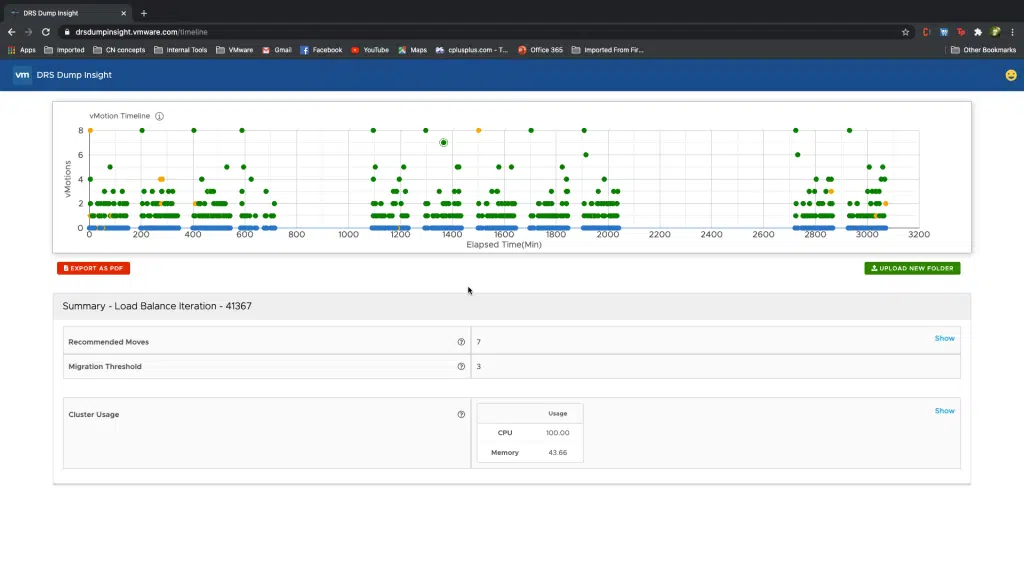 DRS Dump Insight
drsdumpinsight.vmware.com/timeline
Apps Imported CN concepts Internal Tools VMware Gmail Facebook YouTube Maps cplusplus.com - T... Office 365 Imported From Fir... Other Bookmarks
vm DRS Dump Insight
vMotion Timeline
8
6
4
2
0
vMotions
0 200 400 600 800 1000 1200 1400 1600 1800 2000 2200 2400 2600 2800 3000 3200
Elapsed Time(Min)
EXPORT AS PDF UPLOAD NEW FOLDER
Summary - Load Balance Iteration - 41367
Recommended Moves 7 Show
Migration Threshold 3
Cluster Usage Show
Usage
CPU 100.00
Memory 43.66